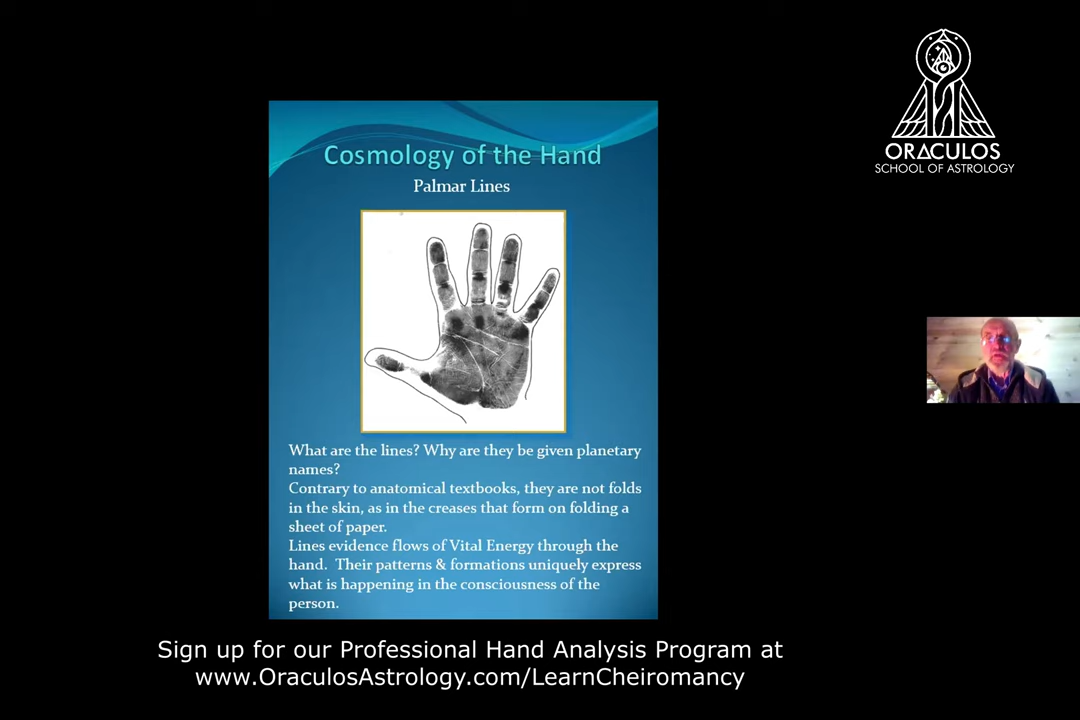 ORACULOS
SCHOOL OF ASTROLOGY
Cosmology of the Hand
Palmar Lines
What are the lines? Why are they be given planetary
names?
Contrary to anatomical textbooks, they are not folds
in the skin, as in the creases that form on folding a
sheet of paper.
Lines evidence flows of Vital Energy through the
hand.  Their patterns & formations uniquely express
what is happening in the consciousness of the
person.
Sign up for our Professional Hand Analysis Program at
www.OraculosAstrology.com/LearnCheiromancy